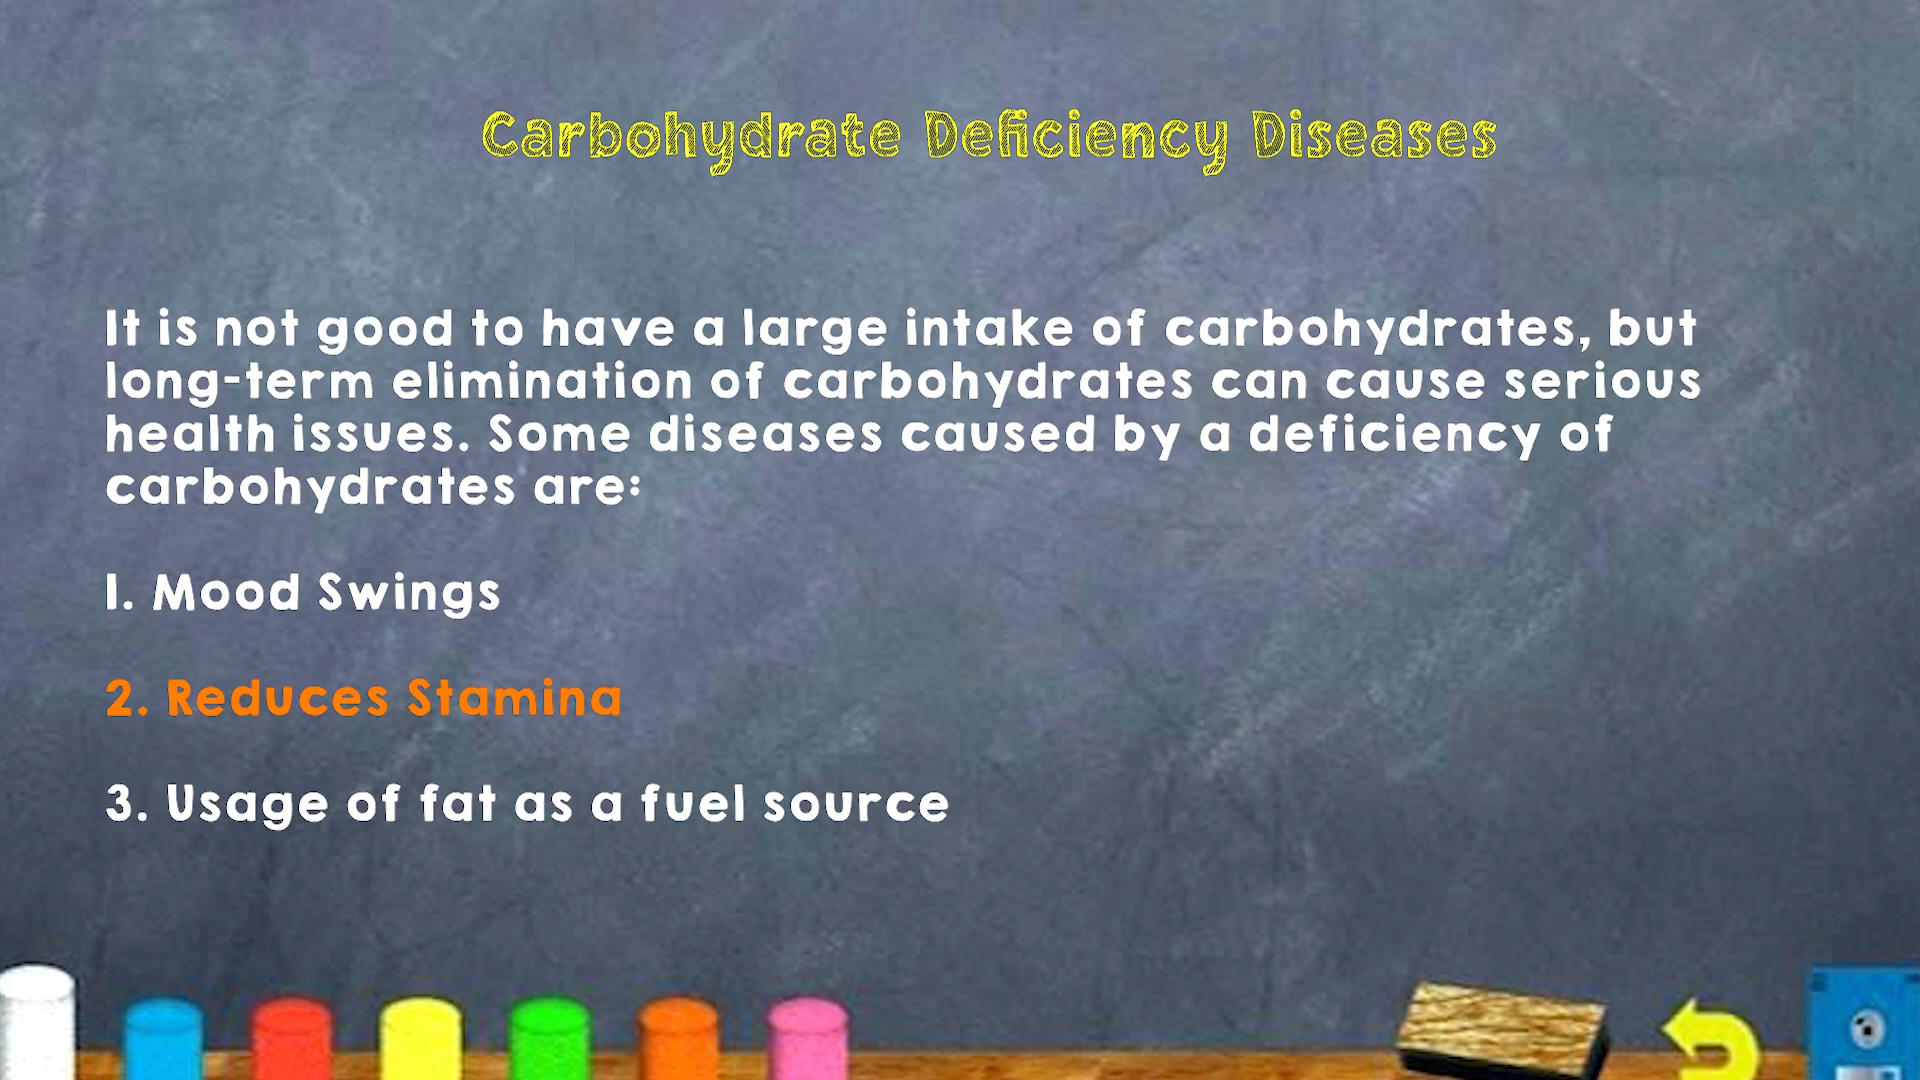 Carbohydrate Deficiency Diseases
It is not good to have a large intake of carbohydrates, but
long-term elimination of carbohydrates can cause serious
health issues. Some diseases caused by a deficiency of
carbohydrates are:
1. Mood Swings
2. Reduces Stamina
3. Usage of fat as a fuel source